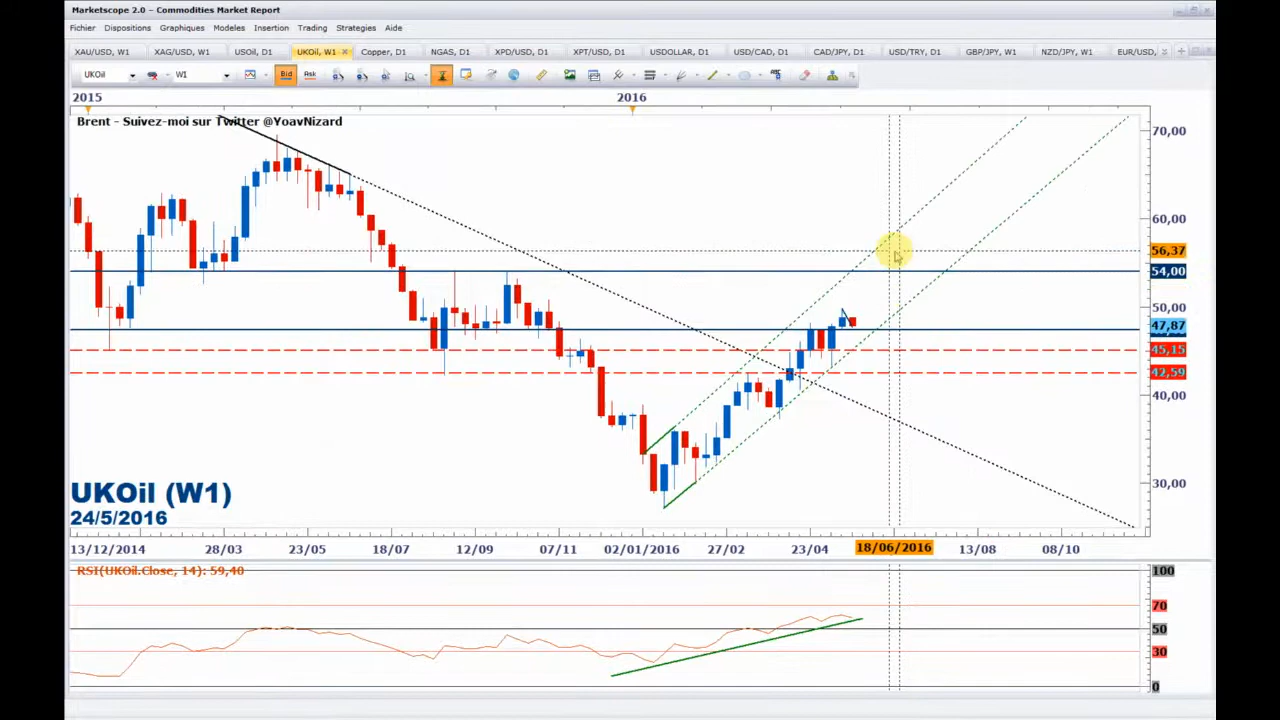 Marketscope 2.0 – Commodities Market Report
Fichier Dispositions Graphiques Modeles Insertion Trading Strategies Aide
XAU/USD, W1 XAG/USD, W1 USOil, D1 UKOil, W1 Copper, D1 NGAS, D1 XPD/USD, D1 XPT/USD, D1 USDOLLAR, D1 USD/CAD, D1 CAD/JPY, D1 USD/TRY, D1 GBP/JPY, W1 NZD/JPY, W1 EUR/USD,
UKOil W1 Bid Ask
2015 2016
Brent - Suivez-moi sur Twitter @YoavNizard
70,00
60,00
56,37
54,00
50,00
47,87
45,15
42,59
40,00
30,00
UKOil (W1)
24/5/2016
13/12/2014 28/03 23/05 18/07 12/09 07/11 02/01/2016 27/02 23/04 18/06/2016 13/08 08/10
RSI(UKOil.Close, 14): 59,40
100
70
50
30
0